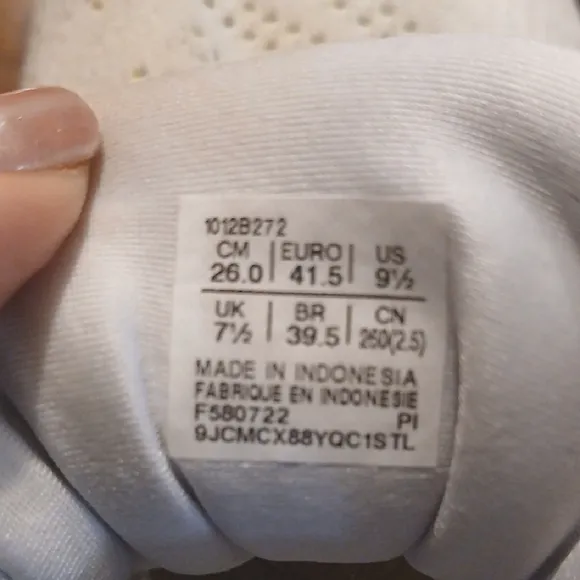 1012B272
CM | EURO | US
26.0 | 41.5 | 9½
UK | BR | CN
7½ | 39.5 | 260(2.5)
MADE IN INDONESIA
FABRIQUE EN INDONESIE
F580722 PI
9JCMCX88YQC1STL